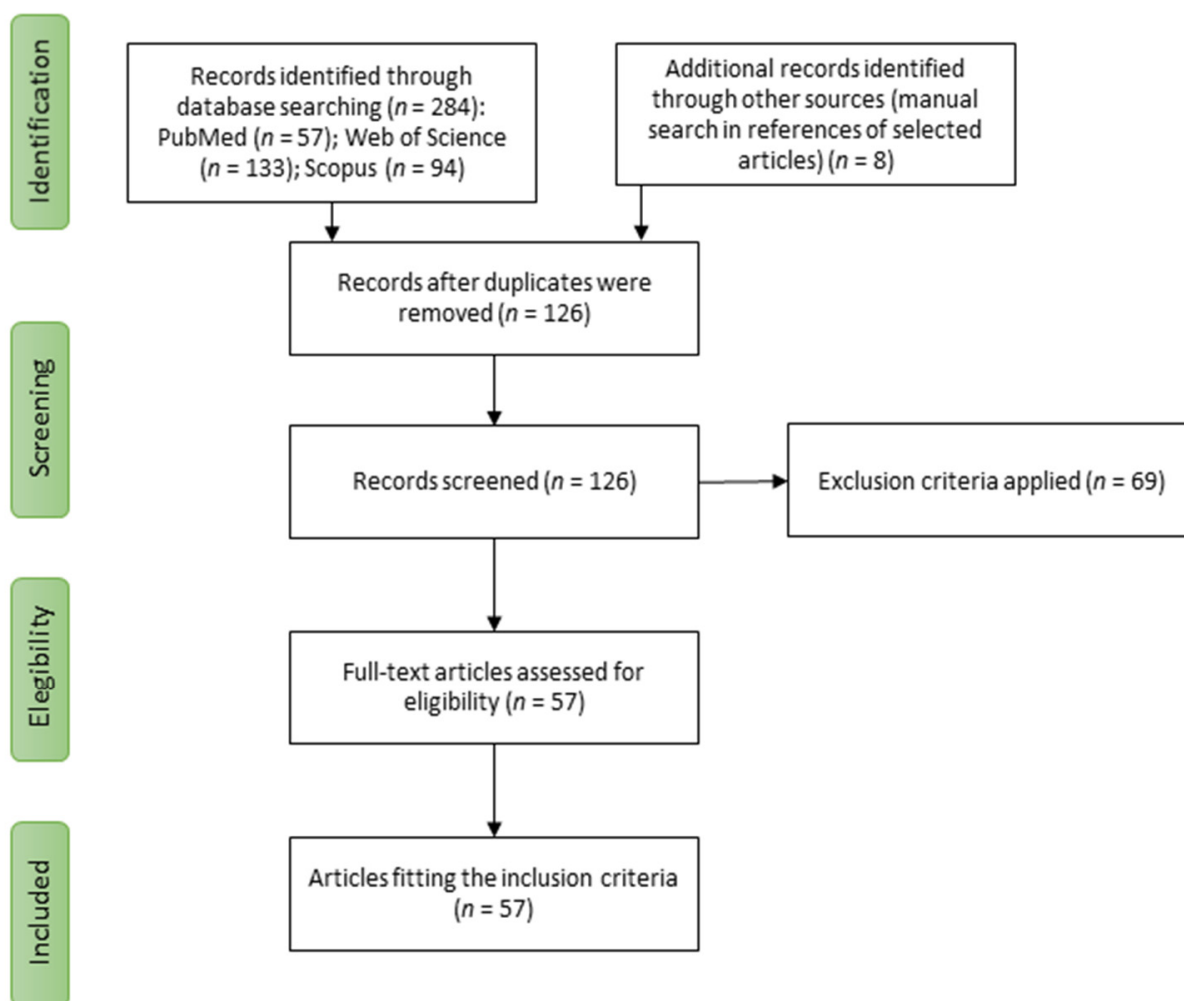 Identification
Records identified through
database searching (n = 284):
PubMed (n = 57); Web of Science
(n = 133); Scopus (n = 94)
Additional records identified
through other sources (manual
search in references of selected
articles) (n = 8)
Records after duplicates were
removed (n = 126)
Screening
Records screened (n = 126)
Exclusion criteria applied (n = 69)
Elegibility
Full-text articles assessed for
eligibility (n = 57)
Included
Articles fitting the inclusion criteria
(n = 57)